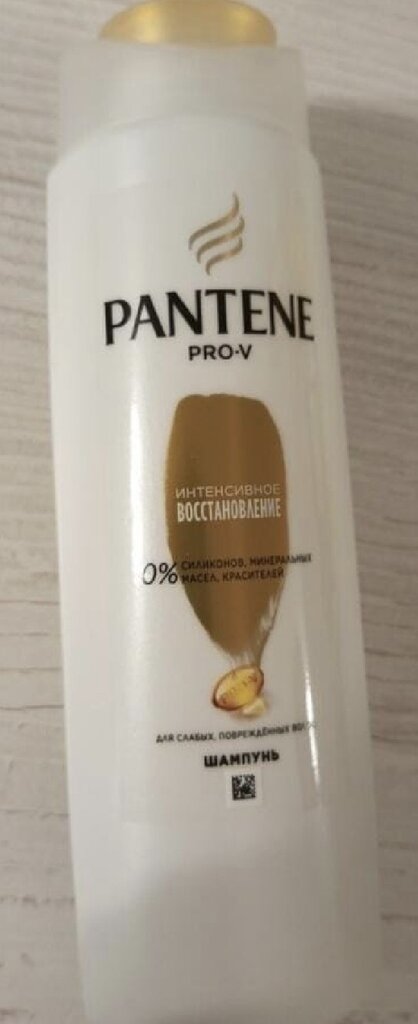 PANTENE
PRO-V
ИНТЕНСИВНОЕ
ВОССТАНОВЛЕНИЕ
0% СИЛИКОНОВ, МИНЕРАЛЬНЫХ
МАСЕЛ, КРАСИТЕЛЕЙ
ДЛЯ СЛАБЫХ, ПОВРЕЖДЁННЫХ
ШАМПУНЬ